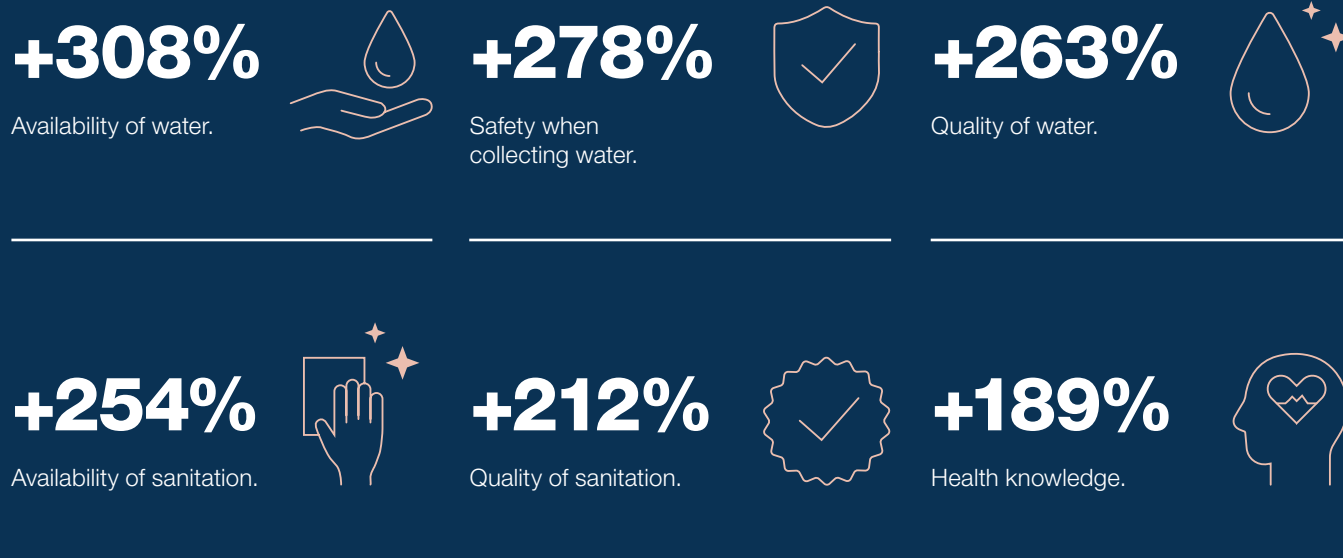 +308%
Availability of water.
+278%
Safety when
collecting water.
+263%
Quality of water.
+254%
Availability of sanitation.
+212%
Quality of sanitation.
+189%
Health knowledge.